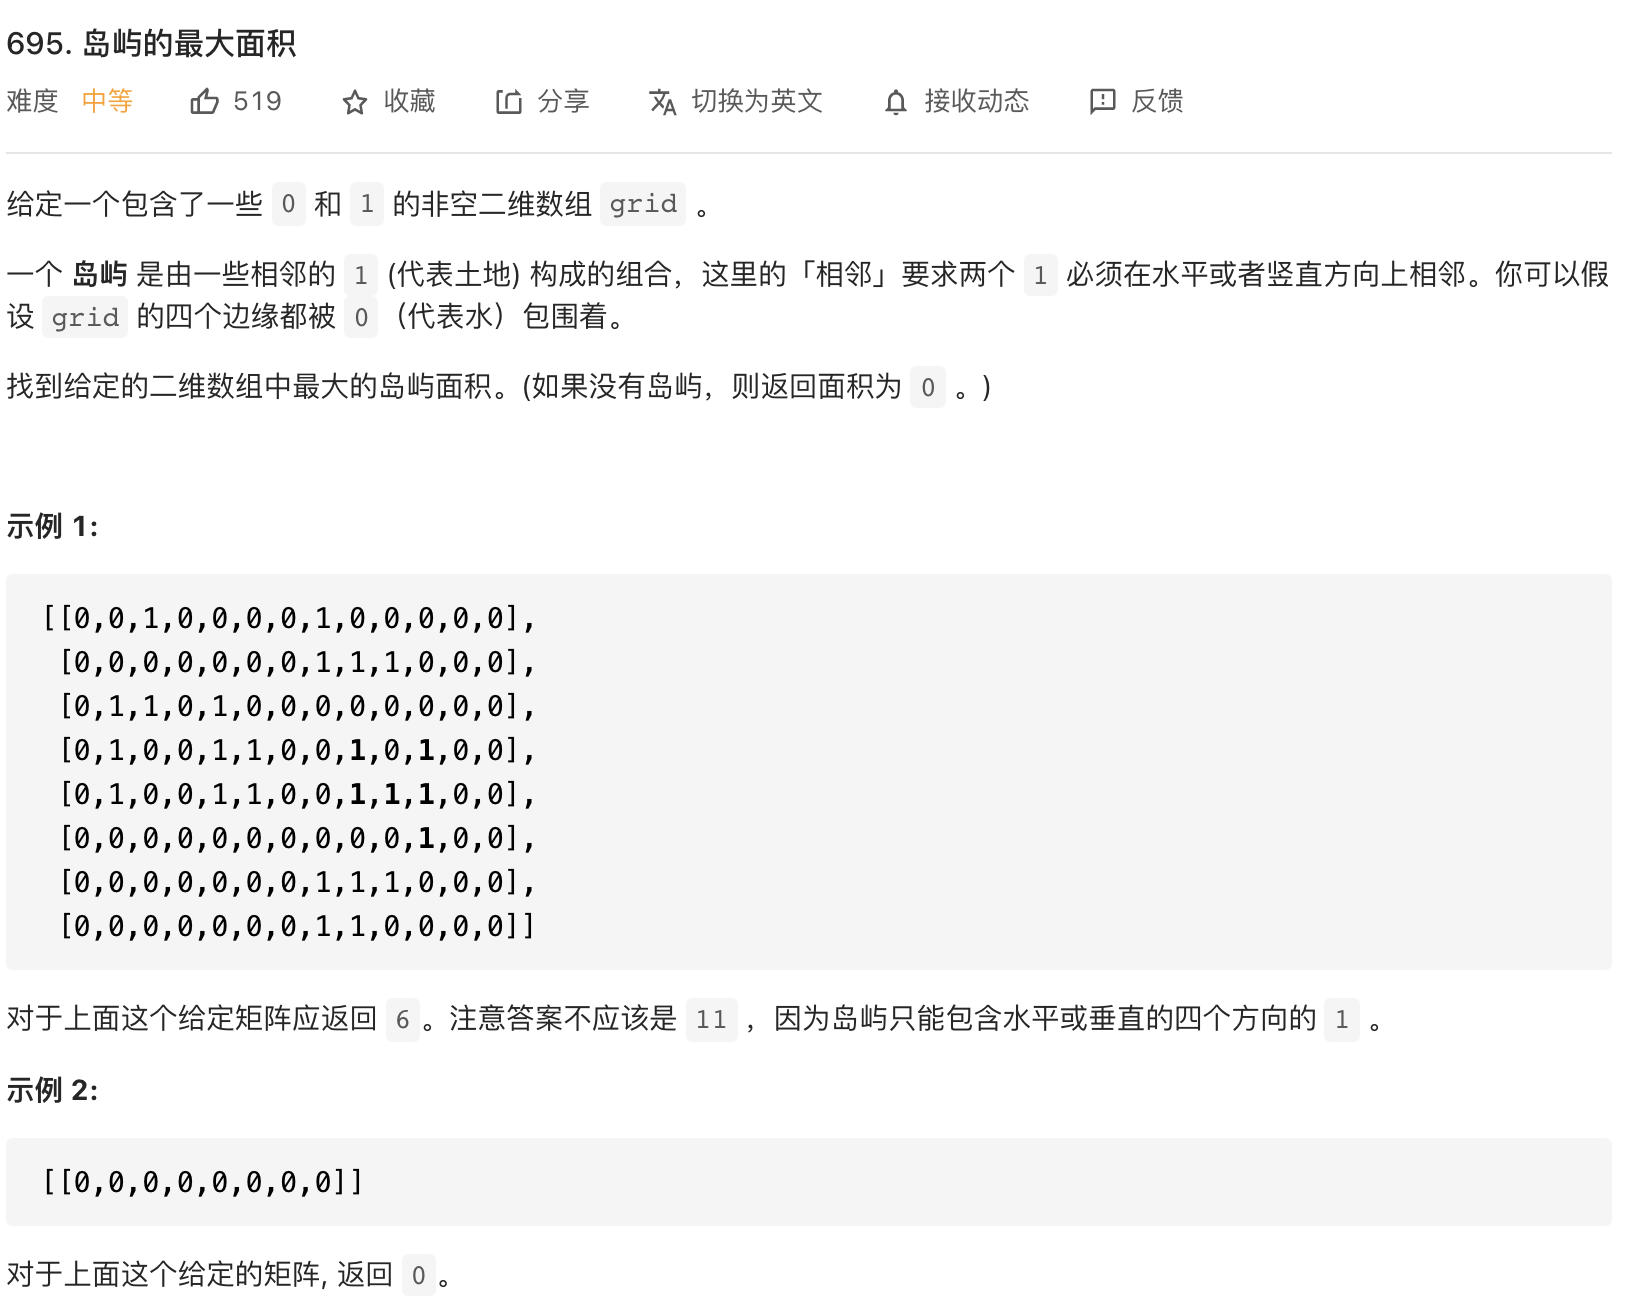 695. 岛屿的最大面积
难度 中等 519 收藏 分享 切换为英文 接收动态 反馈
给定一个包含了一些 0 和 1 的非空二维数组 grid 。
一个 岛屿 是由一些相邻的 1 (代表土地) 构成的组合，这里的「相邻」要求两个 1 必须在水平或者竖直方向上相邻。你可以假
设 grid 的四个边缘都被 0 （代表水）包围着。
找到给定的二维数组中最大的岛屿面积。(如果没有岛屿，则返回面积为 0 。)
示例 1:
[[0,0,1,0,0,0,0,1,0,0,0,0,0],
[0,0,0,0,0,0,0,1,1,1,0,0,0],
[0,1,1,0,1,0,0,0,0,0,0,0,0],
[0,1,0,0,1,1,0,0,1,0,1,0,0],
[0,1,0,0,1,1,0,0,1,1,1,0,0],
[0,0,0,0,0,0,0,0,0,0,1,0,0],
[0,0,0,0,0,0,0,1,1,1,0,0,0],
[0,0,0,0,0,0,0,1,1,0,0,0,0]]
对于上面这个给定矩阵应返回 6 。注意答案不应该是 11 ，因为岛屿只能包含水平或垂直的四个方向的 1 。
示例 2:
[[0,0,0,0,0,0,0,0]]
对于上面这个给定的矩阵, 返回 0 。